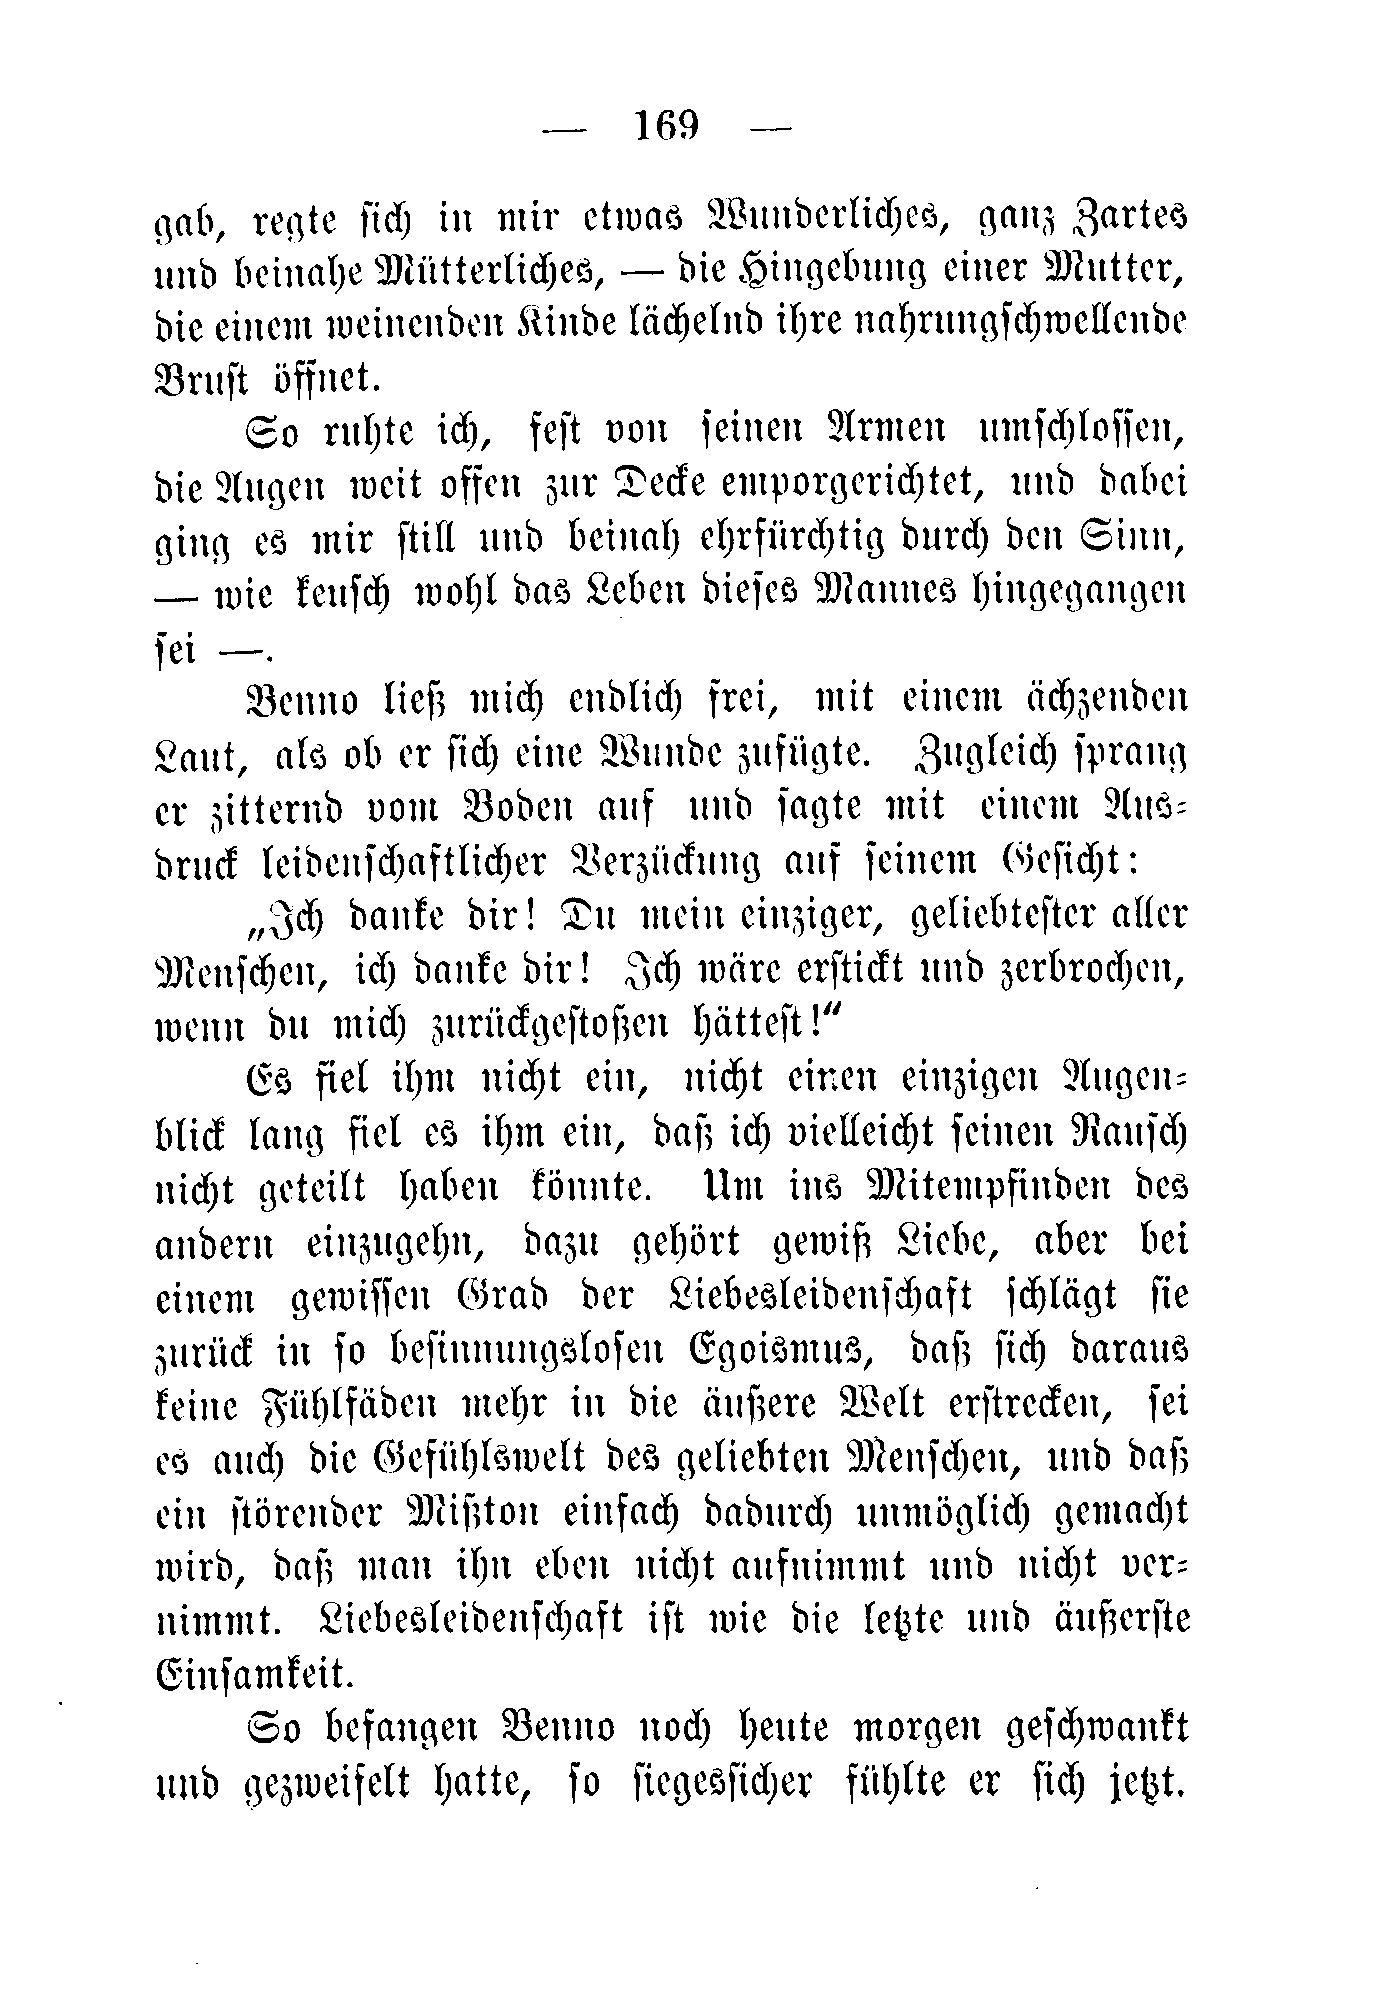 — 169 —
gab, regte sich in mir etwas Wunderliches, ganz Zartes
und beinahe Mütterliches, — die Hingebung einer Mutter,
die einem weinenden Kinde lächelnd ihre nahrungschwellende
Brust öffnet.
So ruhte ich, fest von seinen Armen umschlossen,
die Augen weit offen zur Decke emporgerichtet, und dabei
ging es mir still und beinah ehrfürchtig durch den Sinn,
— wie keusch wohl das Leben dieses Mannes hingegangen
sei —.
Benno ließ mich endlich frei, mit einem ächzenden
Laut, als ob er sich eine Wunde zufügte. Zugleich sprang
er zitternd vom Boden auf und sagte mit einem Aus-
druck leidenschaftlicher Verzückung auf seinem Gesicht:
„Ich danke dir! Du mein einziger, geliebtester aller
Menschen, ich danke dir! Ich wäre erstickt und zerbrochen,
wenn du mich zurückgestoßen hättest!“
Es fiel ihm nicht ein, nicht einen einzigen Augen-
blick lang fiel es ihm ein, daß ich vielleicht seinen Rausch
nicht geteilt haben könnte. Um ins Mitempfinden des
andern einzugehn, dazu gehört gewiß Liebe, aber bei
einem gewissen Grad der Liebesleidenschaft schlägt sie
zurück in so besinnungslosen Egoismus, daß sich daraus
keine Fühlfäden mehr in die äußere Welt erstrecken, sei
es auch die Gefühlswelt des geliebten Menschen, und daß
ein störender Mißton einfach dadurch unmöglich gemacht
wird, daß man ihn eben nicht aufnimmt und nicht ver-
nimmt. Liebesleidenschaft ist wie die letzte und äußerste
Einsamkeit.
So befangen Benno noch heute morgen geschwankt
und gezweifelt hatte, so siegessicher fühlte er sich jetzt.